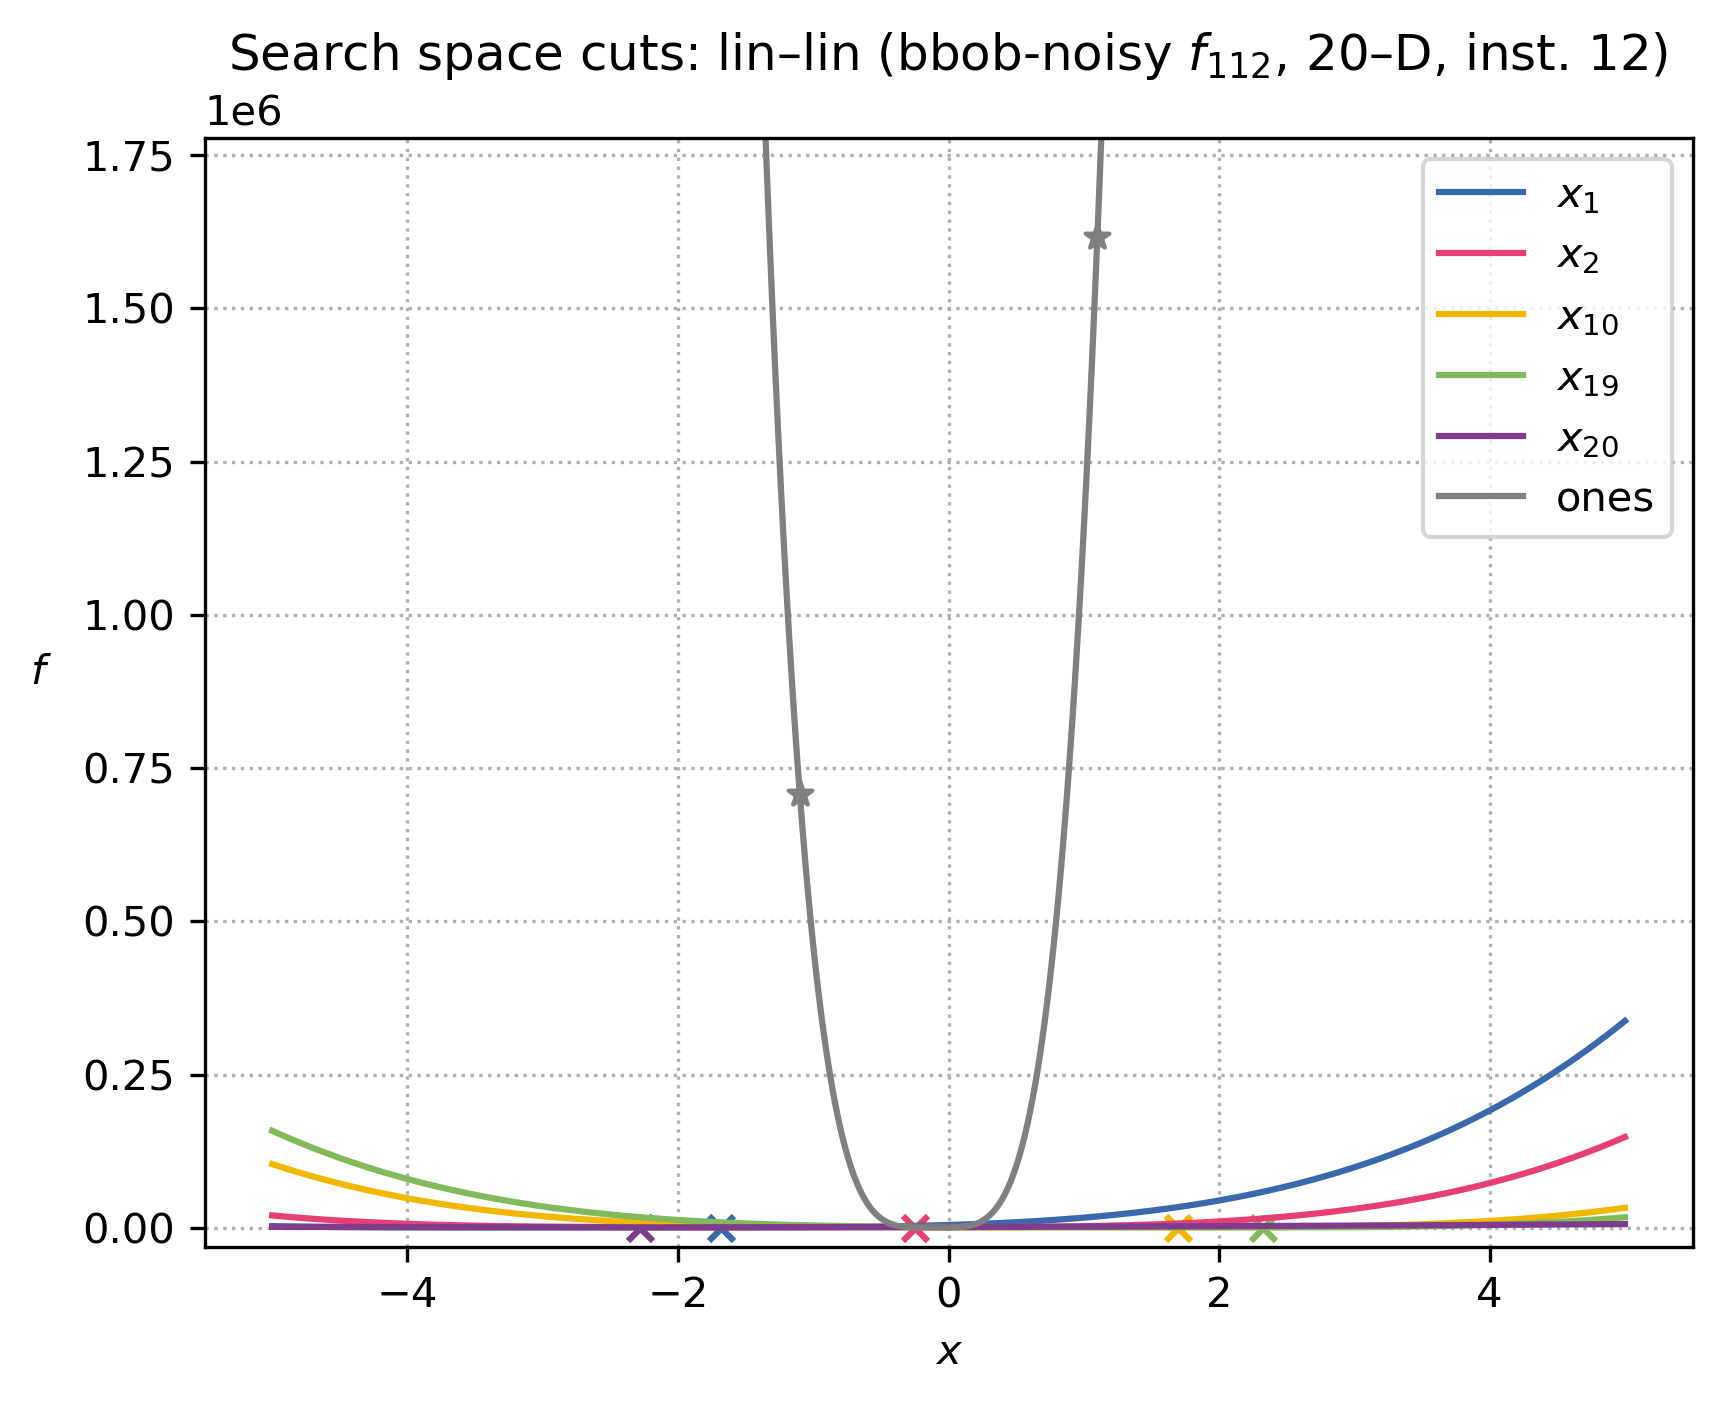 Search space cuts: lin–lin (bbob-noisy f₁₁₂, 20–D, inst. 12)
1e6
1.75
1.50
1.25
1.00
0.75
0.50
0.25
0.00
f
x₁
x₂
x₁₀
x₁₉
x₂₀
ones
−4 −2 0 2 4
x